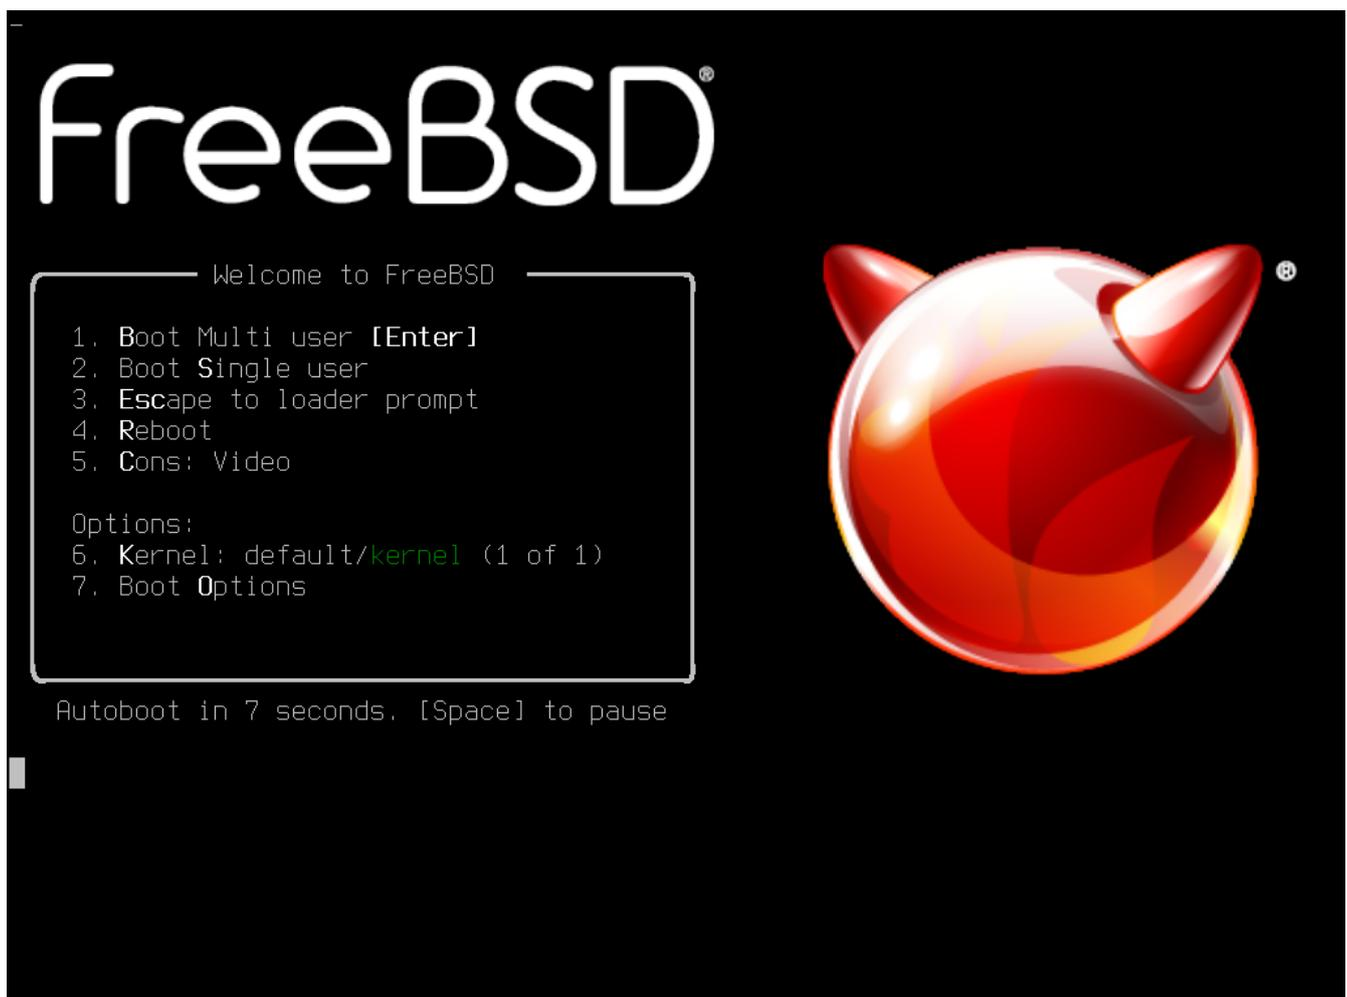 FreeBSD®
Welcome to FreeBSD
1. Boot Multi user [Enter]
2. Boot Single user
3. Escape to loader prompt
4. Reboot
5. Cons: Video
Options:
6. Kernel: default/kernel (1 of 1)
7. Boot Options
Autoboot in 7 seconds. [Space] to pause
®